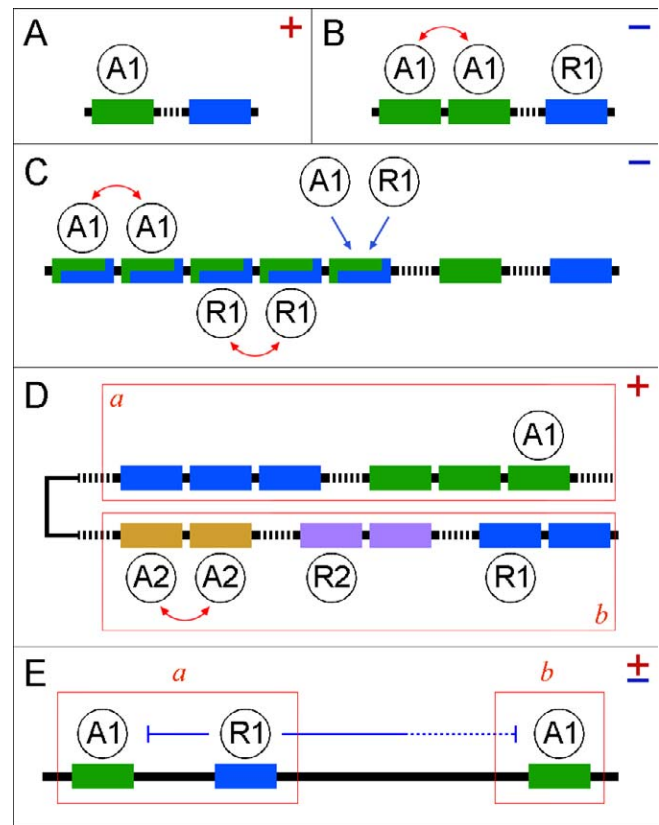 A +
A1
B −
A1 A1 R1
C −
A1 R1
A1 A1
R1 R1
D a +
A1
A2 A2 R2 R1
b
E a b ±
A1 R1 A1